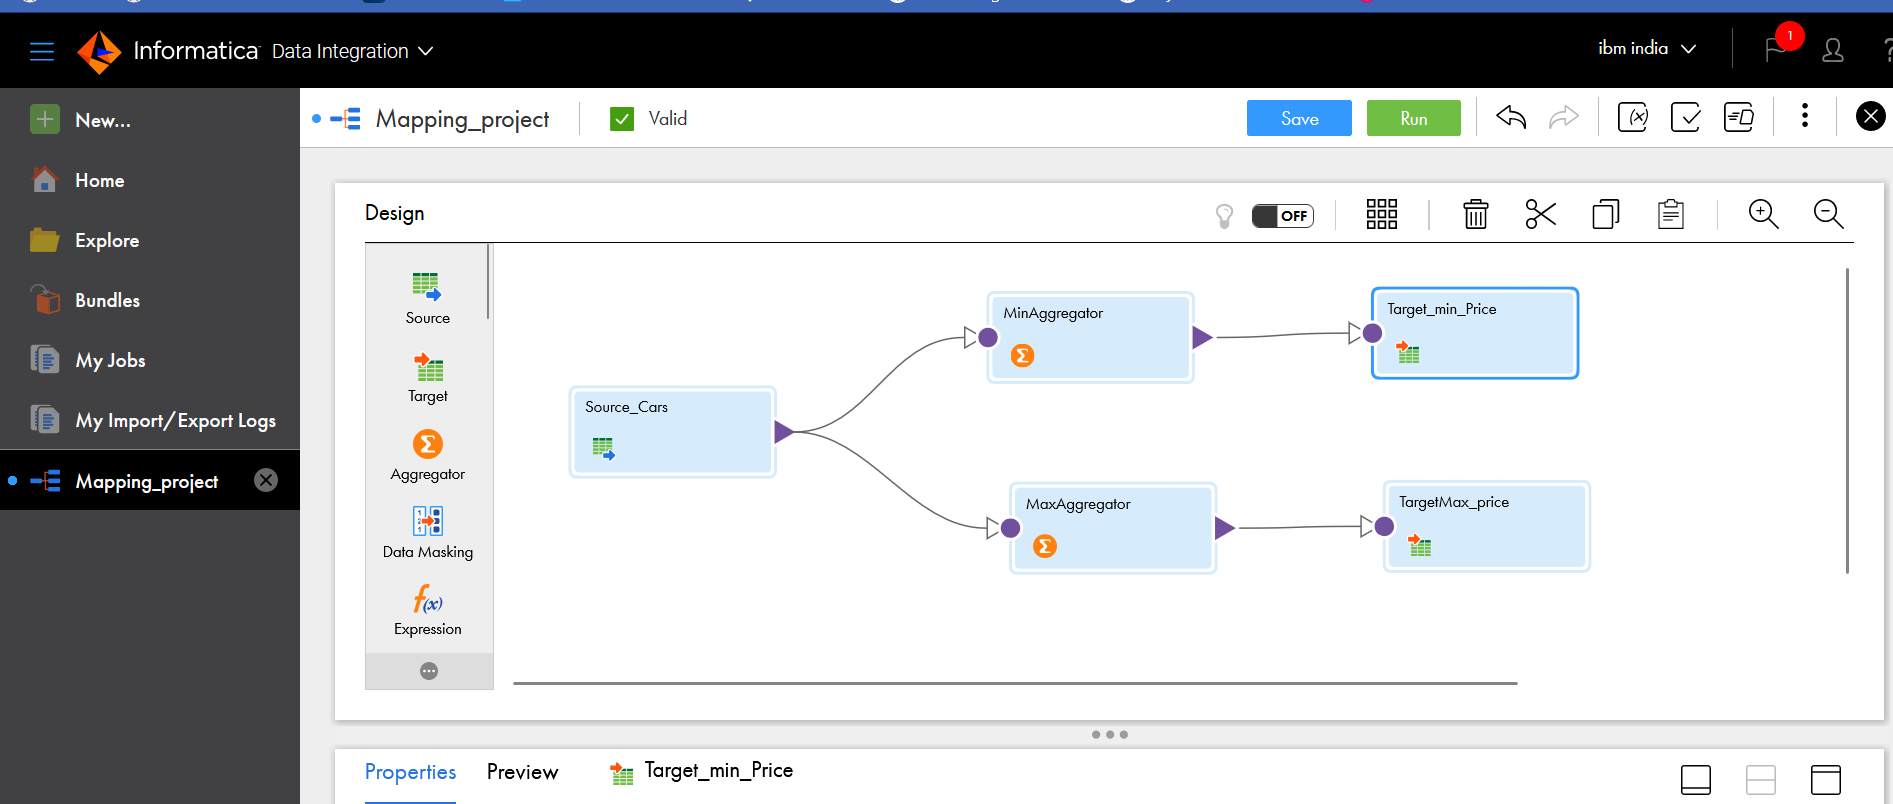 Informatica Data Integration
ibm india
1
?
New...
Home
Explore
Bundles
My Jobs
My Import/Export Logs
Mapping_project
Mapping_project
Valid
Save
Run
Design
OFF
Source
Target
Aggregator
Data Masking
f(x)
Expression
Source_Cars
MinAggregator
Target_min_Price
MaxAggregator
TargetMax_price
Properties
Preview
Target_min_Price